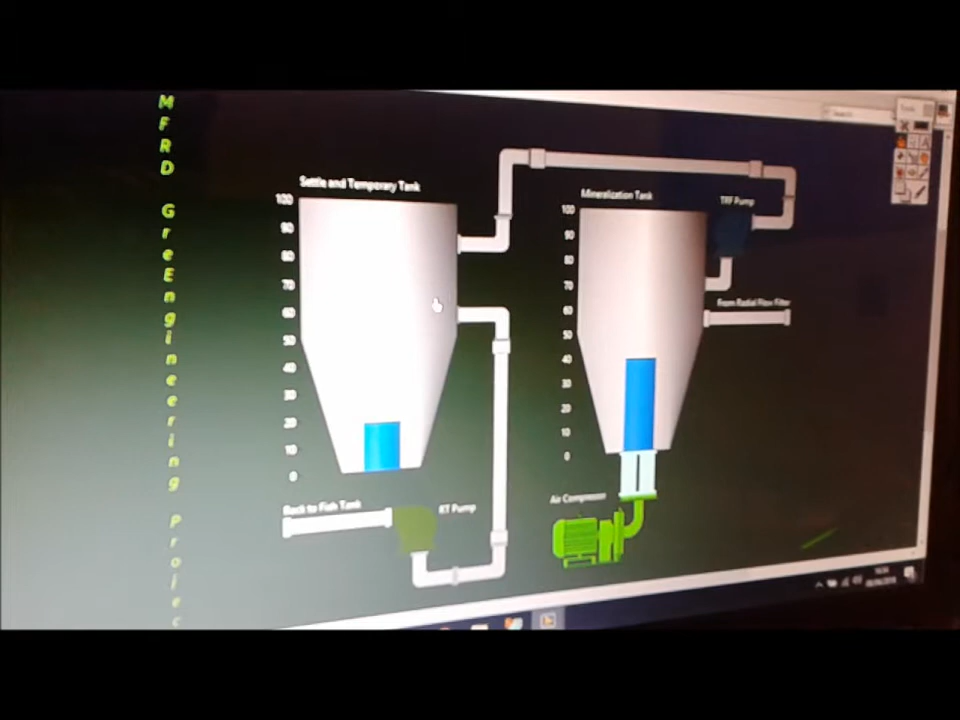 MFRD GreEngineering Projec
Settle and Temporary Tank
100
90
80
70
60
50
40
30
20
10
0
Mineralization Tank
100
90
80
70
60
50
40
30
20
10
0
TRF Pump
From Radial Flow Filter
Back to Fish Tank
RT Pump
Air Compressor